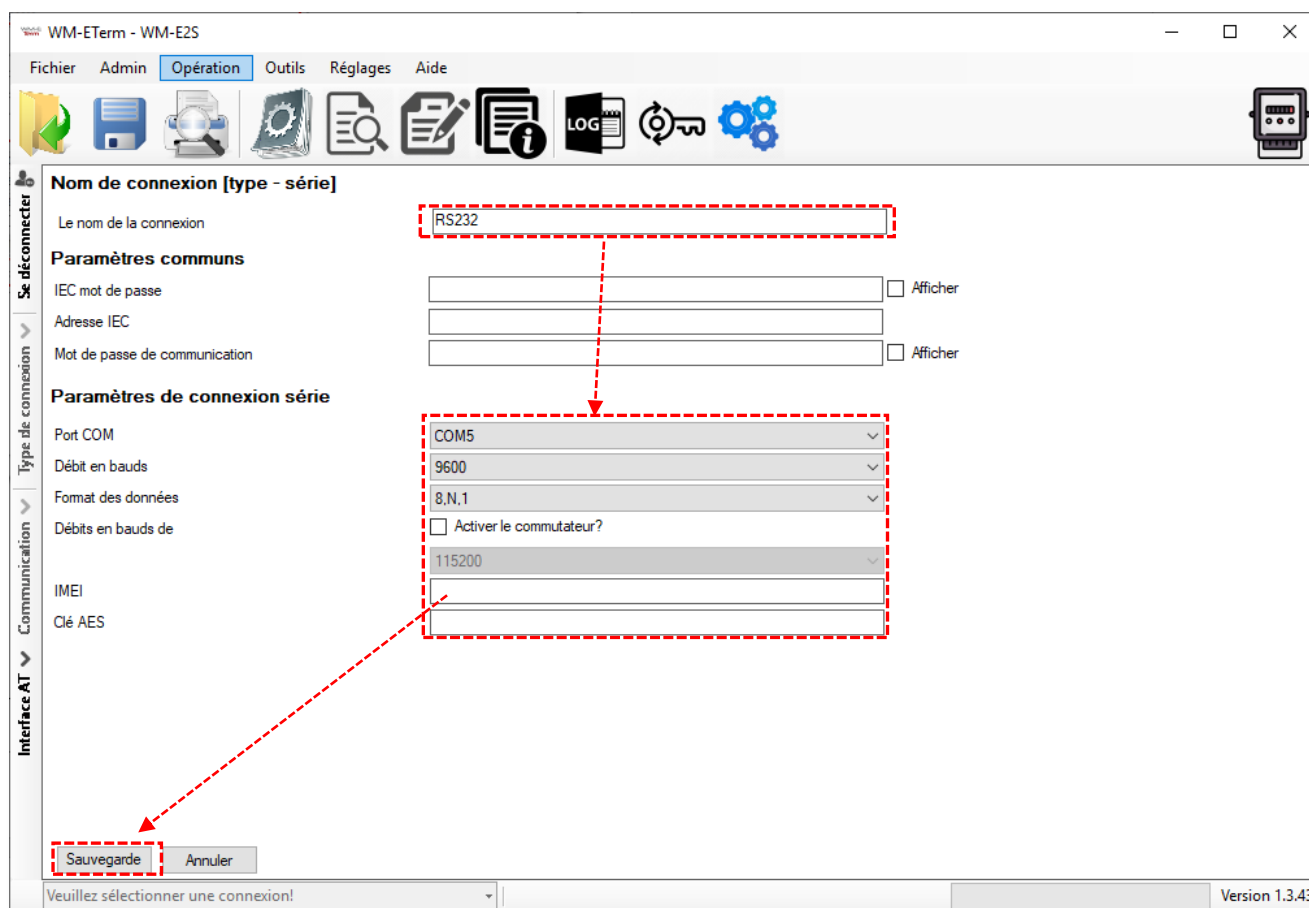 WM-ETerm - WM-E2S
Fichier Admin Opération Outils Réglages Aide
LOG
Se déconnecter
Type de connexion
Communication
Interface AT
Nom de connexion [type - série]
Le nom de la connexion RS232
Paramètres communs
IEC mot de passe Afficher
Adresse IEC
Mot de passe de communication Afficher
Paramètres de connexion série
Port COM COM5
Débit en bauds 9600
Format des données 8,N,1
Débits en bauds de Activer le commutateur?
115200
IMEI
Clé AES
Sauvegarde Annuler
Veuillez sélectionner une connexion! Version 1.3.43